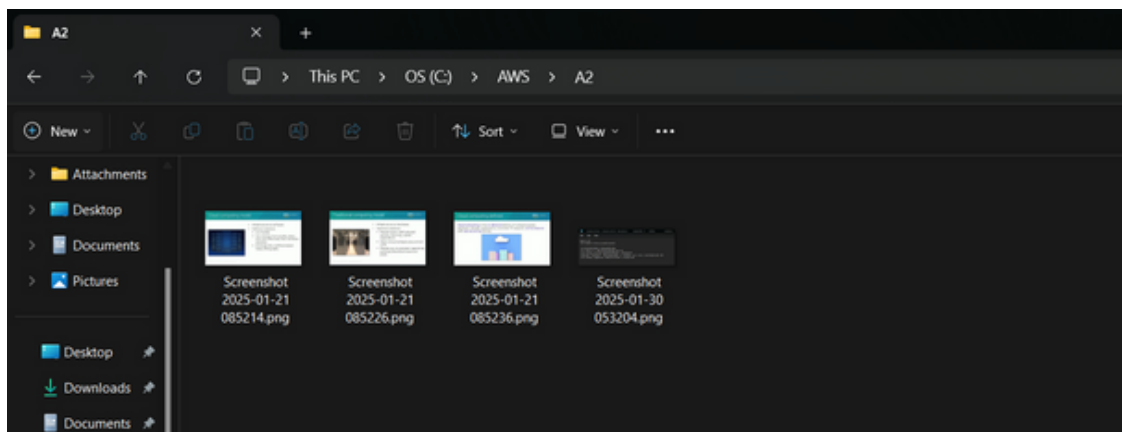 A2
This PC > OS (C:) > AWS > A2
New Sort View
Attachments
Desktop
Documents
Pictures
Desktop
Downloads
Documents
Screenshot
2025-01-21
085214.png
Screenshot
2025-01-21
085226.png
Screenshot
2025-01-21
085236.png
Screenshot
2025-01-30
053204.png